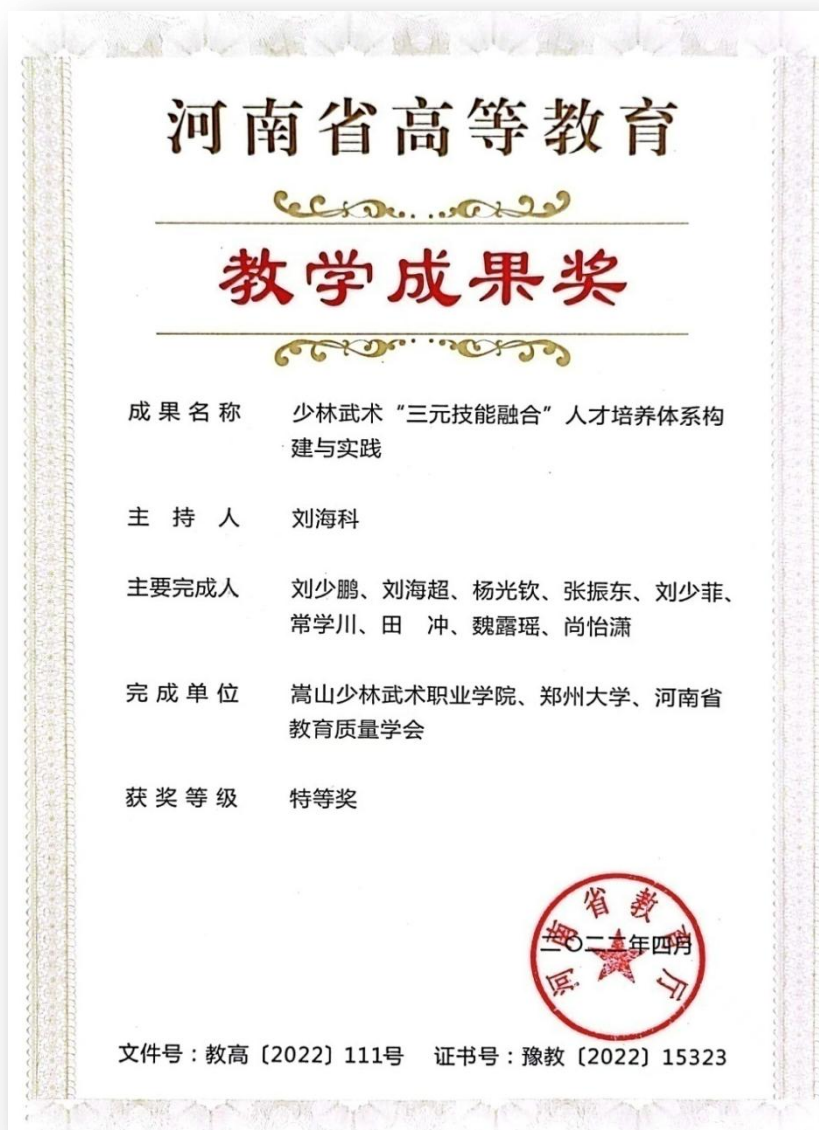 河南省高等教育
教学成果奖
成果名称 少林武术“三元技能融合”人才培养体系构
建与实践
主持人 刘海科
主要完成人 刘少鹏、刘海超、杨光钦、张振东、刘少菲、
常学川、田 冲、魏露瑶、尚怡潇
完成单位 嵩山少林武术职业学院、郑州大学、河南省
教育质量学会
获奖等级 特等奖
河南省教育厅
二〇二二年四月
文件号：教高〔2022〕111号 证书号：豫教〔2022〕15323